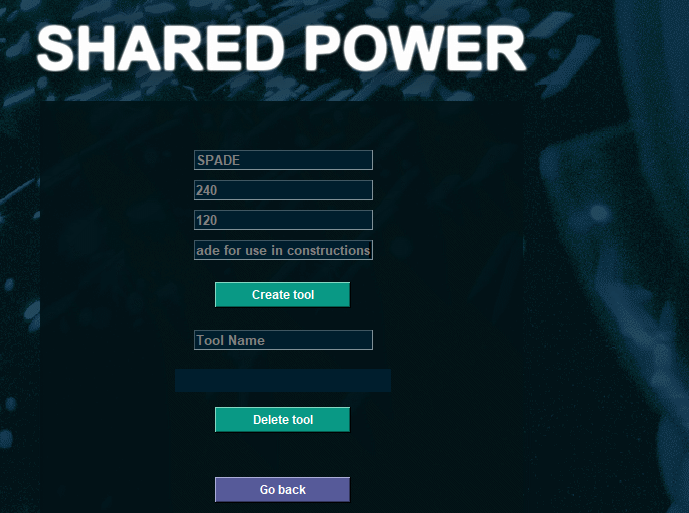 SHARED POWER
SPADE
240
120
ade for use in constructions
Create tool
Tool Name
Delete tool
Go back